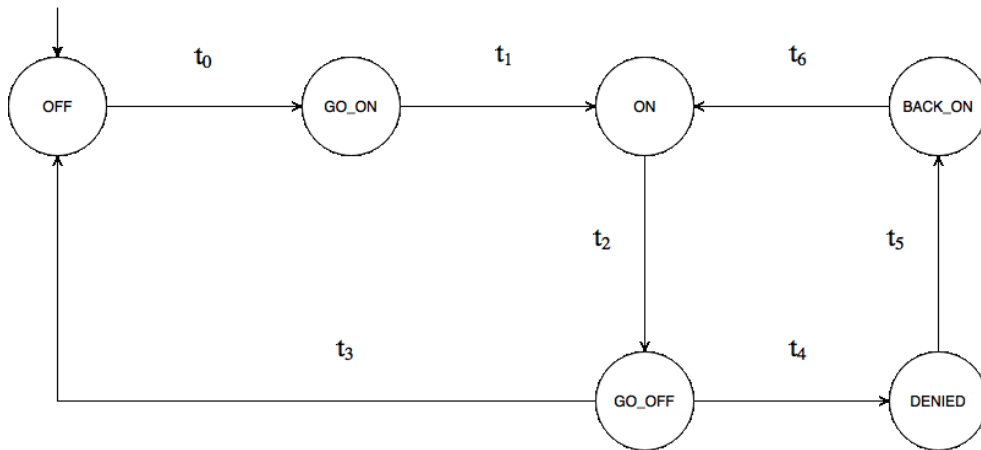 t₀
t₁
t₆
OFF
GO_ON
ON
BACK_ON
t₂
t₅
t₃
t₄
GO_OFF
DENIED